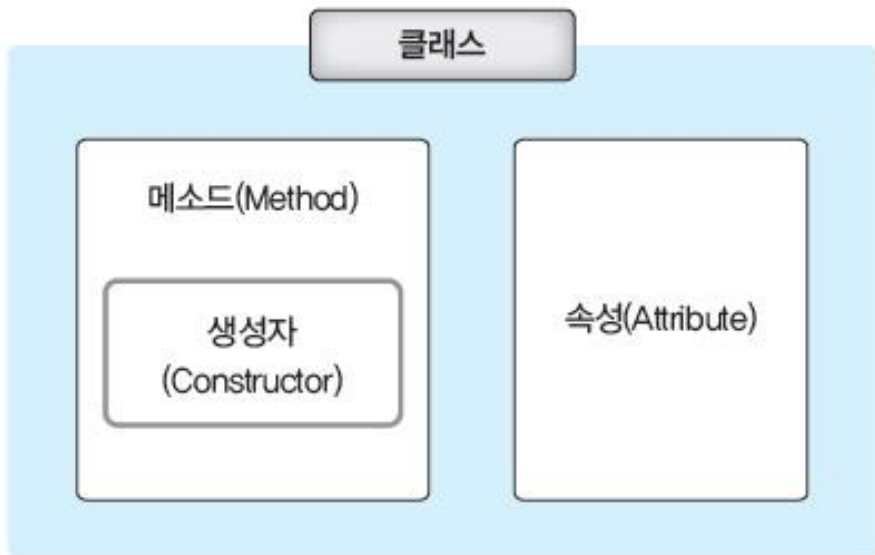 클래스
메소드(Method)
생성자
(Constructor)
속성(Attribute)